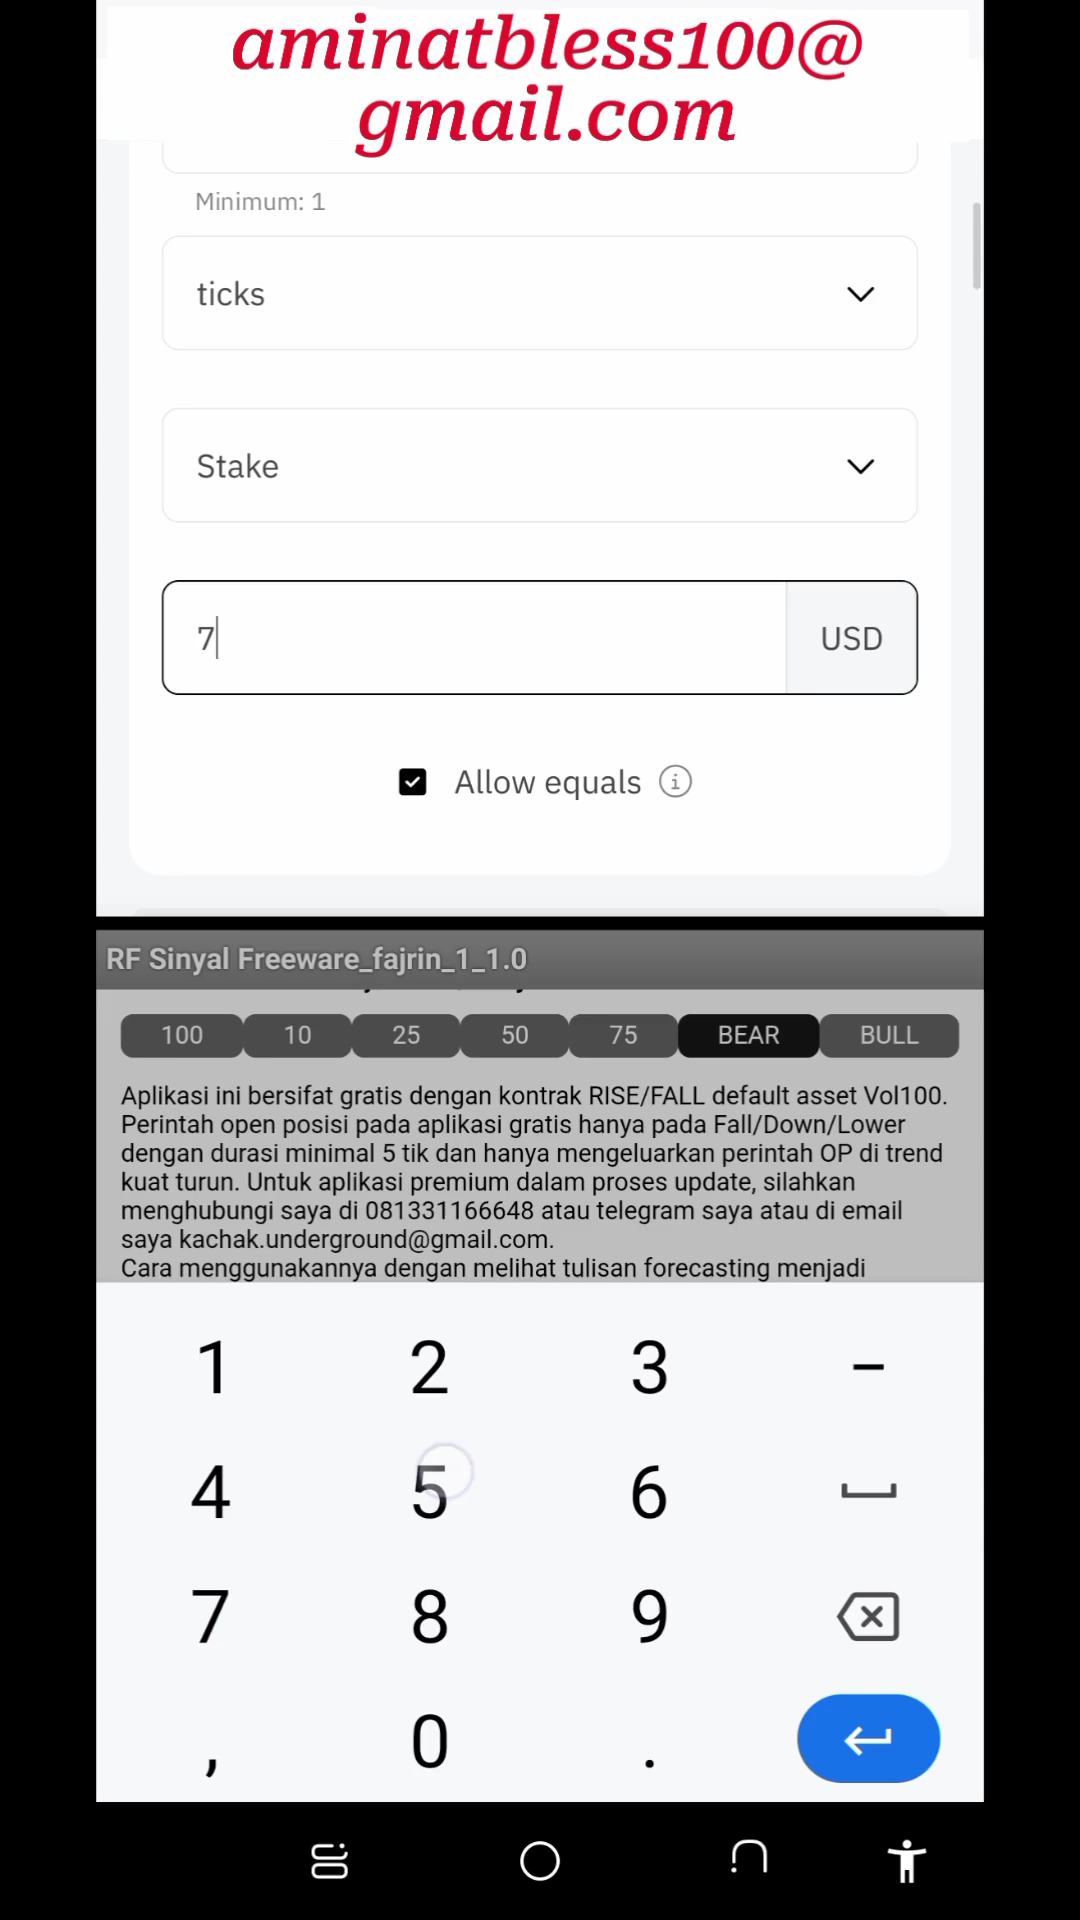 aminatbless100@
gmail.com
Minimum: 1
ticks
Stake
7
USD
Allow equals
RF Sinyal Freeware_fajrin_1_1.0
100 10 25 50 75 BEAR BULL
Aplikasi ini bersifat gratis dengan kontrak RISE/FALL default asset Vol100.
Perintah open posisi pada aplikasi gratis hanya pada Fall/Down/Lower
dengan durasi minimal 5 tik dan hanya mengeluarkan perintah OP di trend
kuat turun. Untuk aplikasi premium dalam proses update, silahkan
menghubungi saya di 081331166648 atau telegram saya atau di email
saya kachak.underground@gmail.com.
Cara menggunakannya dengan melihat tulisan forecasting menjadi
1 2 3 –
4 5 6
7 8 9
, 0 .